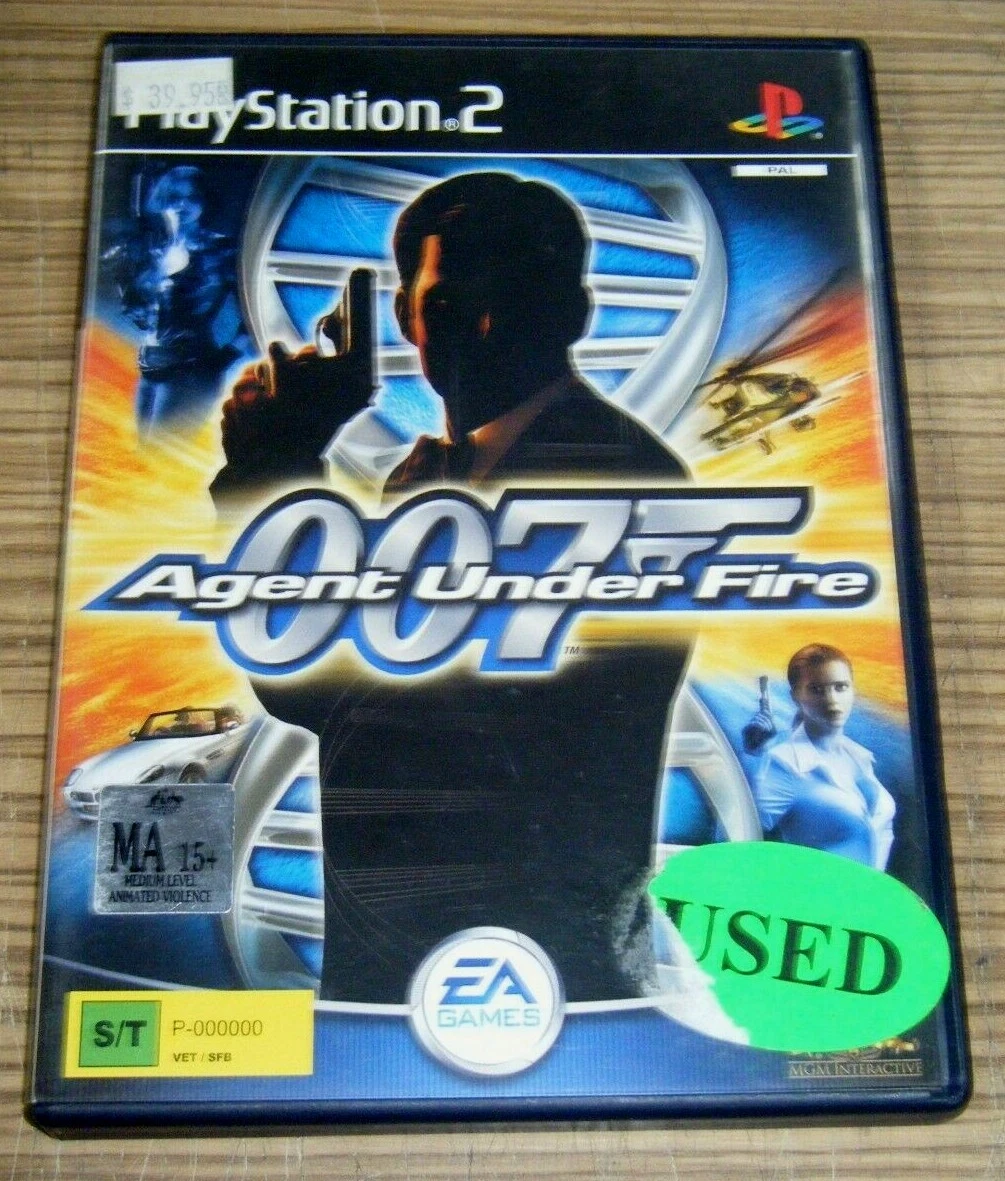 $ 39.95
PlayStation®2
PAL
007
Agent Under Fire
TM
MA 15+
MEDIUM LEVEL
ANIMATED VIOLENCE
USED
S/T
P-000000
VET / SFB
EA
GAMES
MGM INTERACTIVE